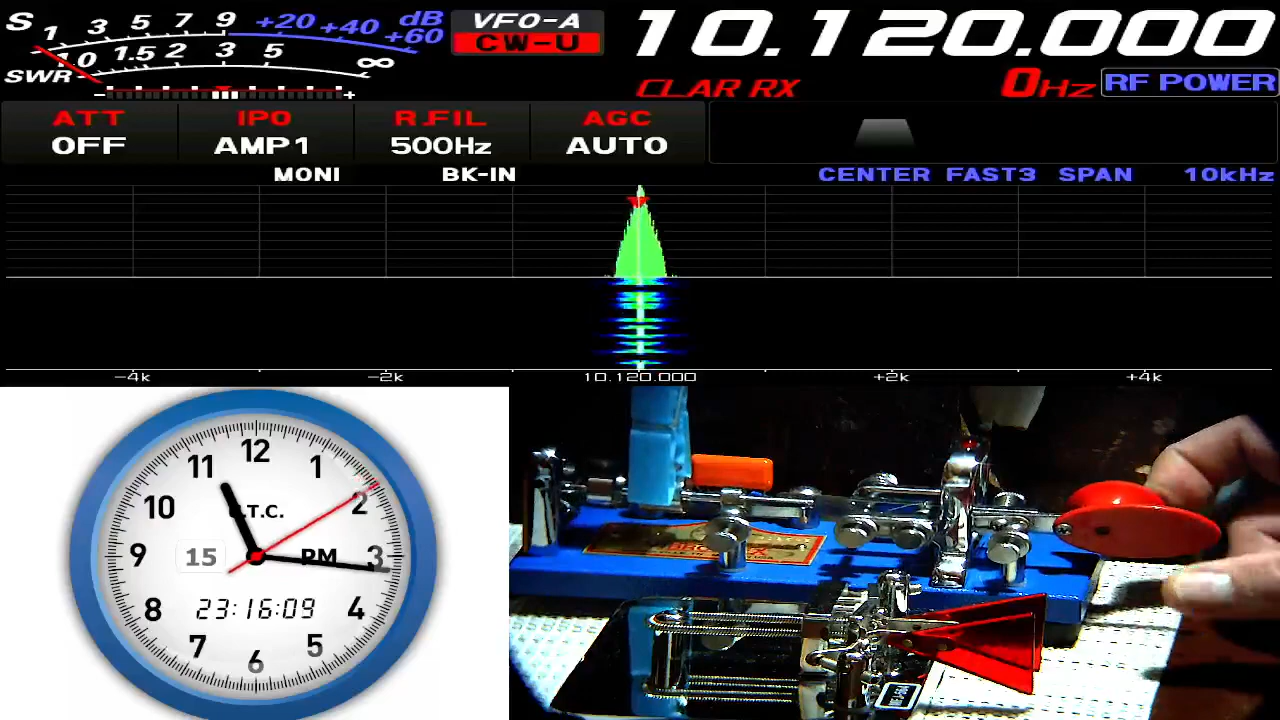 S 1 3 5 7 9 +20 +40 +60 dB
SWR 1.0 1.5 2 3 5 ∞
- +
VFO-A
CW-U
10.120.000
CLAR RX 0Hz RF POWER
ATT IPO R.FIL AGC
OFF AMP1 500Hz AUTO
MONI BK-IN CENTER FAST3 SPAN 10kHz
-4k -2k 10.120.000 +2k +4k
12
11 1
10 2
.T.C.
9 15 PM 3
8 23:16:09 4
7 5
6